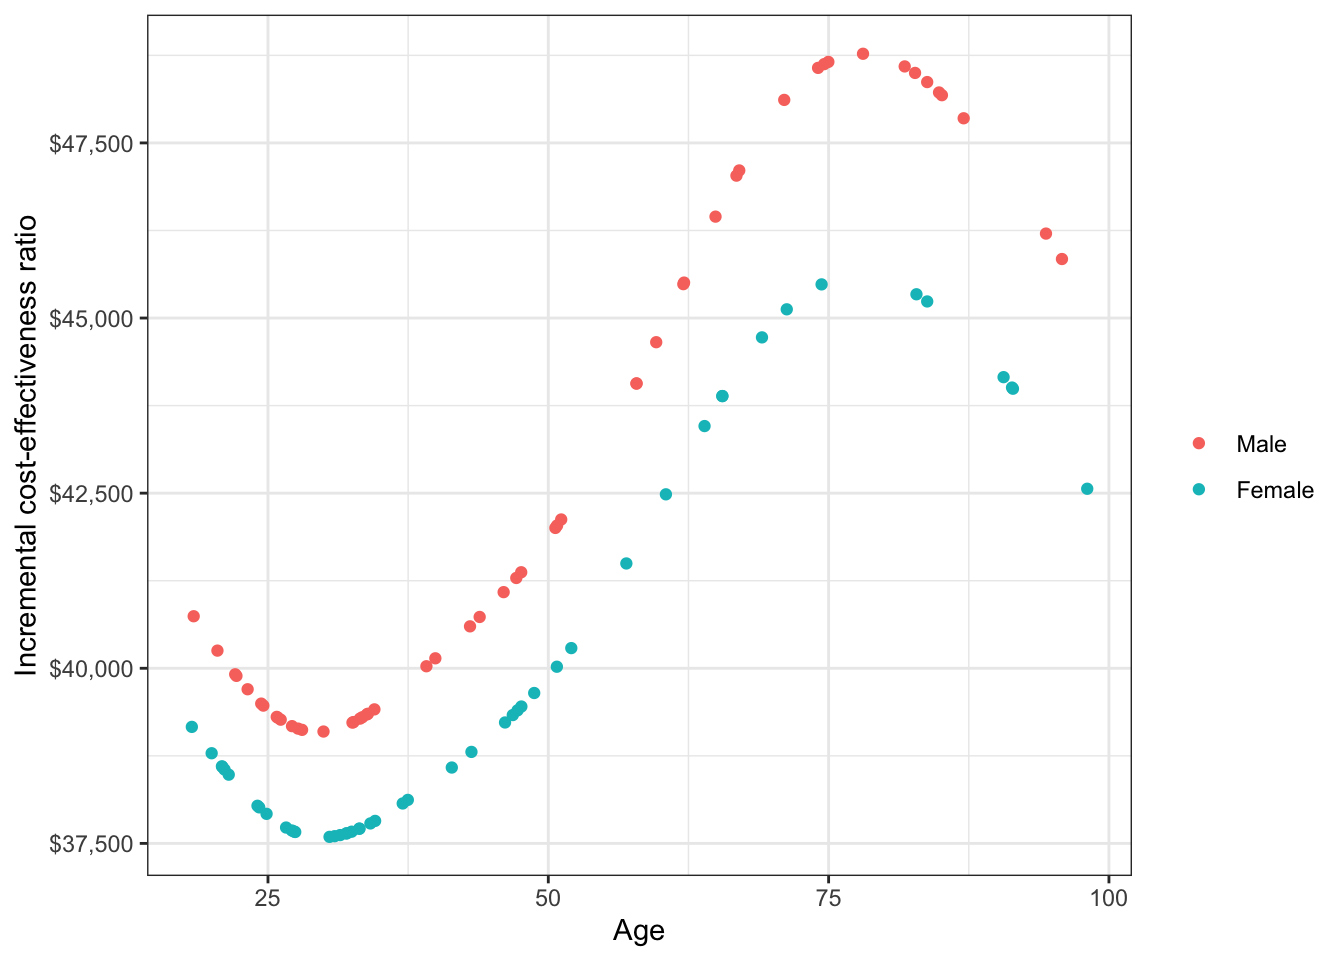 $47,500
$45,000
$42,500
$40,000
$37,500
Incremental cost-effectiveness ratio
25 50 75 100
Age
Male
Female